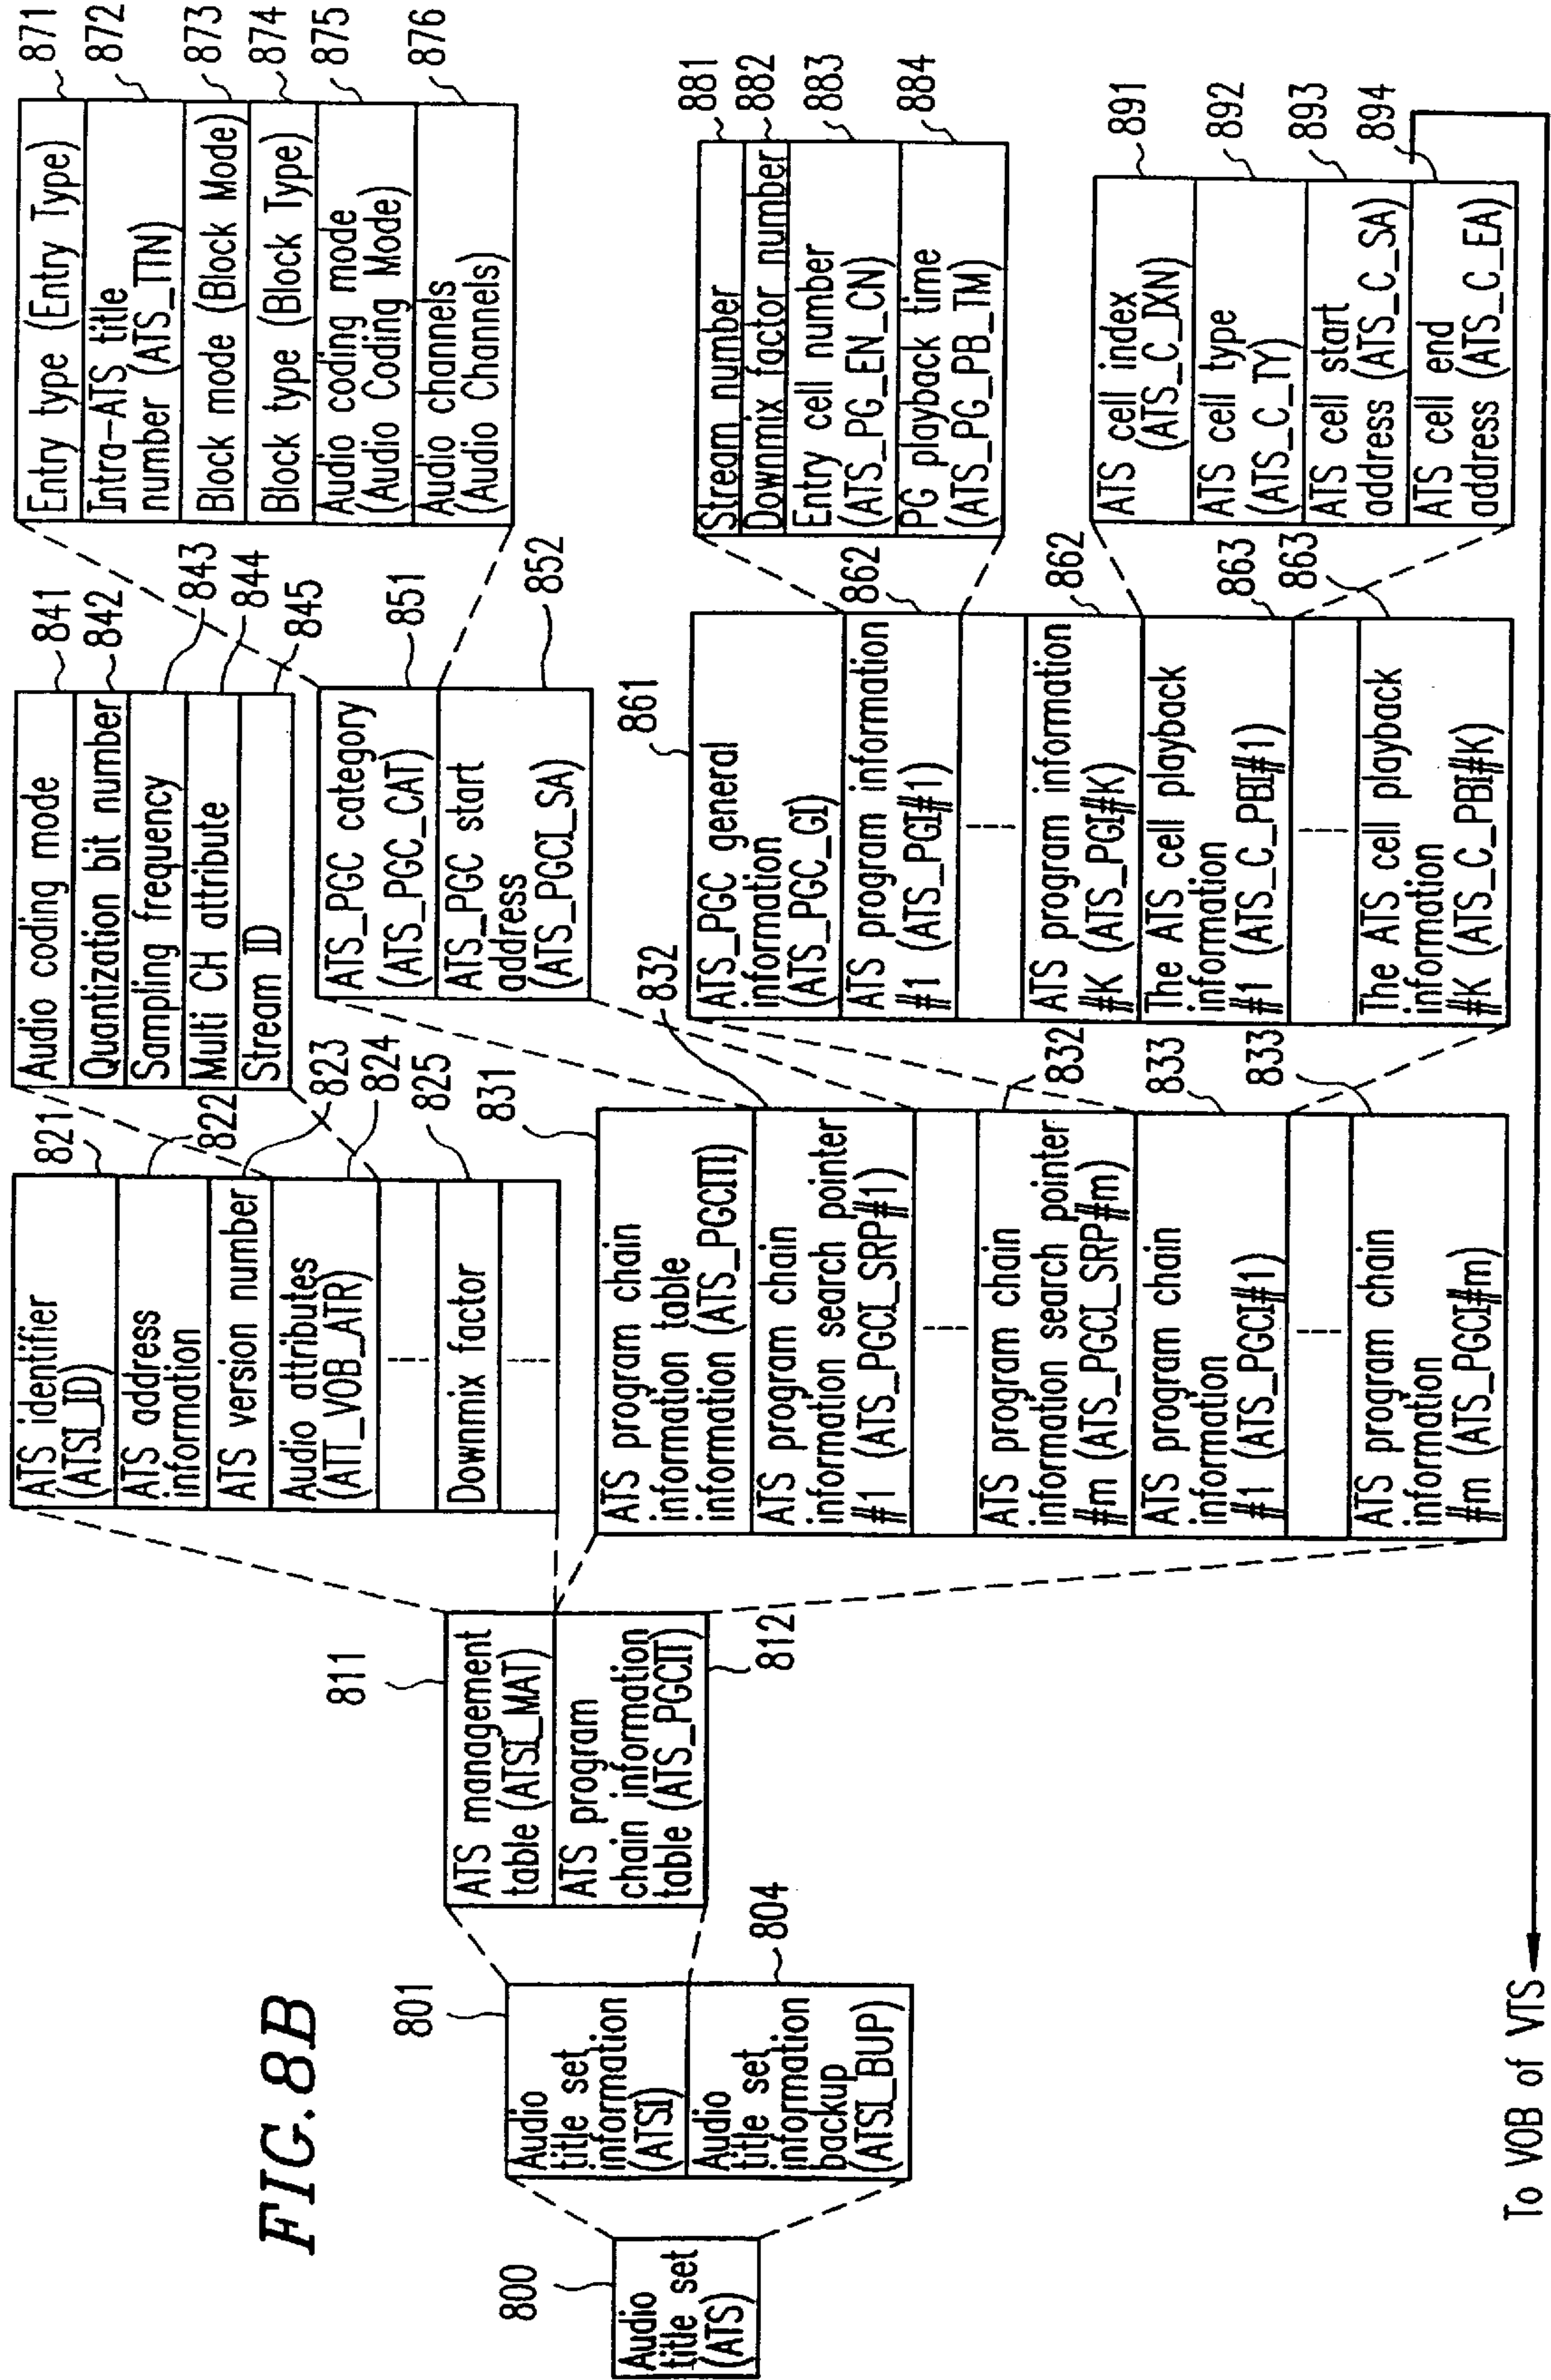 FIG. 8B
800
Audio
title set
(ATS)
801
Audio
title set
information
(ATSI)
Audio
title set
information
backup
(ATSI_BUP)
804
811
ATS management
table (ATSI_MAT)
ATS program
chain information
table (ATS_PGCIT)
812
ATS identifier
(ATSI_ID)
821
ATS address
information
822
ATS version number
823
Audio attributes
(ATT_VOB_ATR)
824
Downmix factor
825
831
ATS program chain
information table
information (ATS_PGCITI)
ATS program chain
information search pointer
#1 (ATS_PGCI_SRP#1)
832
ATS program chain
information search pointer
#m (ATS_PGCI_SRP#m)
832
ATS program chain
information
#1 (ATS_PGCI#1)
833
ATS program chain
information
#m (ATS_PGCI#m)
833
Audio coding mode
841
Quantization bit number
842
Sampling frequency
843
Multi CH attribute
844
Stream ID
845
ATS_PGC category
(ATS_PGC_CAT)
851
ATS_PGC start
address
(ATS_PGCI_SA)
852
861
ATS_PGC general
information
(ATS_PGC_GI)
ATS program information
#1 (ATS_PGI#1)
862
ATS program information
#K (ATS_PGI#K)
862
The ATS cell playback
information
#1 (ATS_C_PBI#1)
863
The ATS cell playback
information
#K (ATS_C_PBI#K)
863
Entry type (Entry Type)
871
Intra-ATS title
number (ATS_TTN)
872
Block mode (Block Mode)
873
Block type (Block Type)
874
Audio coding mode
(Audio Coding Mode)
875
Audio channels
(Audio Channels)
876
Stream number
881
Downmix factor number
882
Entry cell number
(ATS_PG_EN_CN)
883
PG playback time
(ATS_PG_PB_TM)
884
ATS cell index
(ATS_C_IXN)
891
ATS cell type
(ATS_C_TY)
892
ATS cell start
address (ATS_C_SA)
893
ATS cell end
address (ATS_C_EA)
894
To VOB of VTS